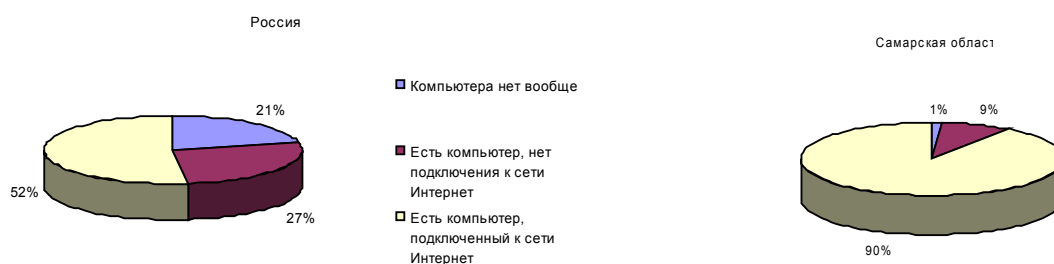 Россия
21%
52%
27%
Компьютера нет вообще
Есть компьютер, нет
подключения к сети
Интернет
Есть компьютер,
подключенный к сети
Интернет
Самарская област
1%
9%
90%